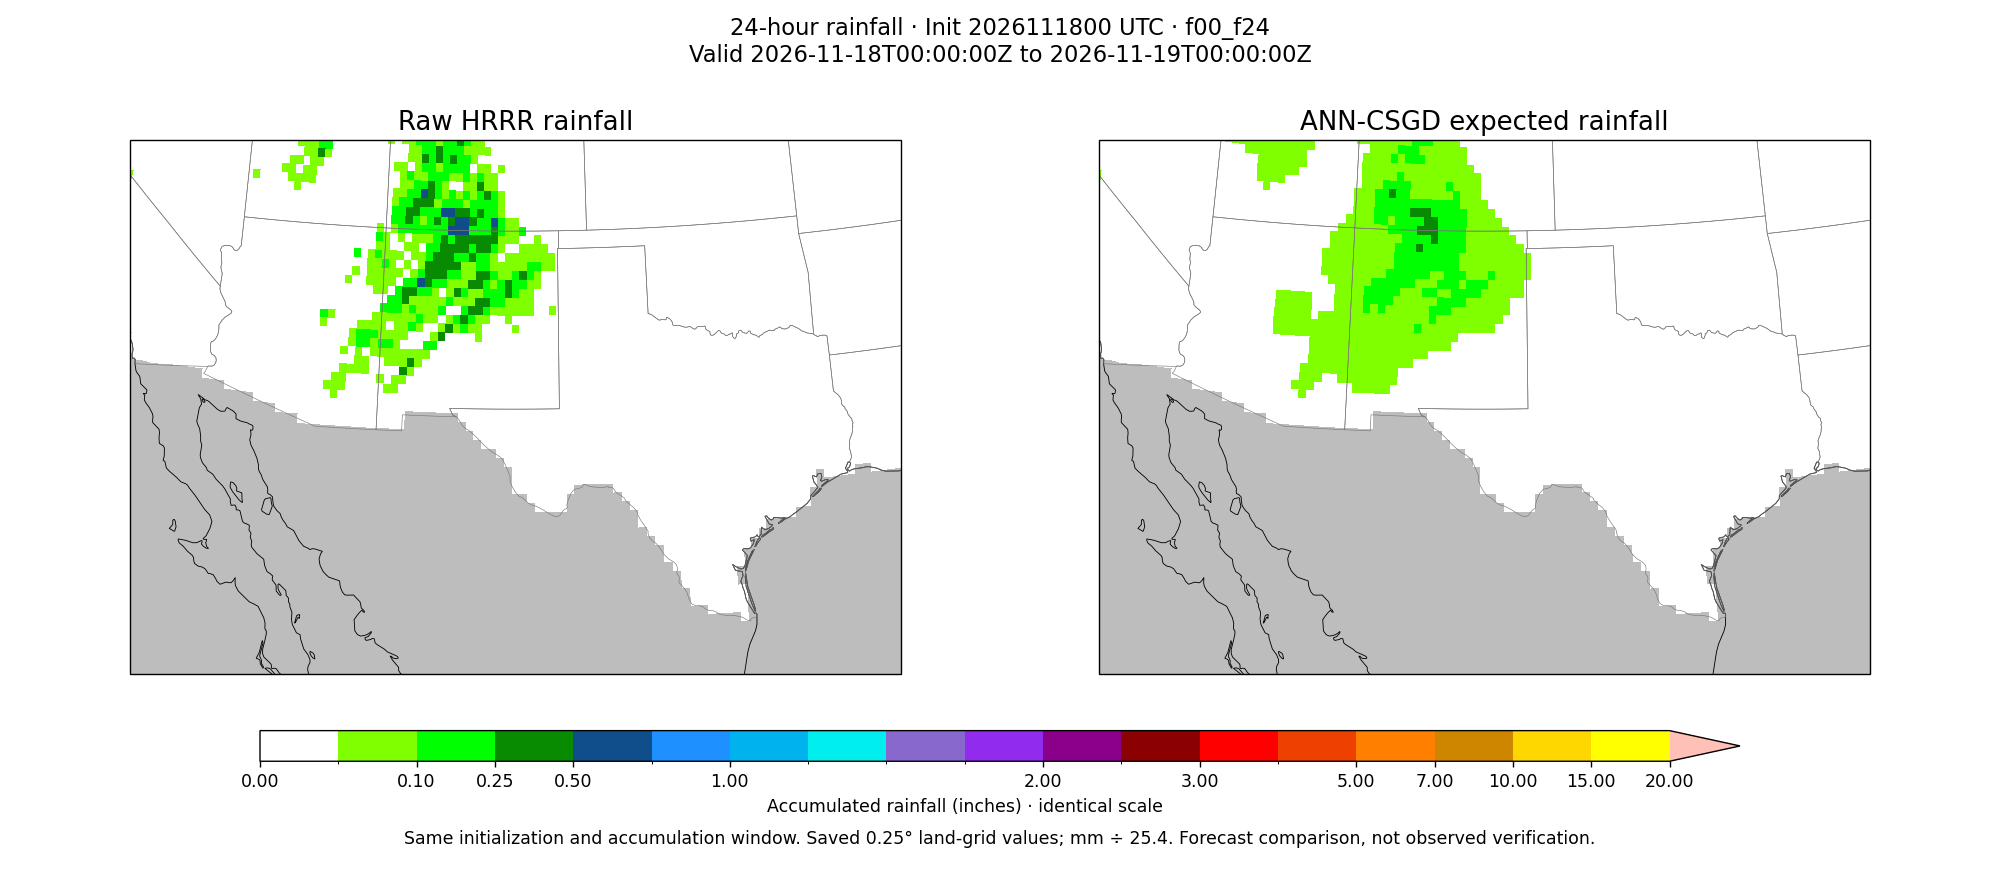 24-hour rainfall · Init 2026111800 UTC · f00_f24
Valid 2026-11-18T00:00:00Z to 2026-11-19T00:00:00Z
Raw HRRR rainfall
ANN-CSGD expected rainfall
0.00 0.10 0.25 0.50 1.00 2.00 3.00 5.00 7.00 10.00 15.00 20.00
Accumulated rainfall (inches) · identical scale
Same initialization and accumulation window. Saved 0.25° land-grid values; mm ÷ 25.4. Forecast comparison, not observed verification.